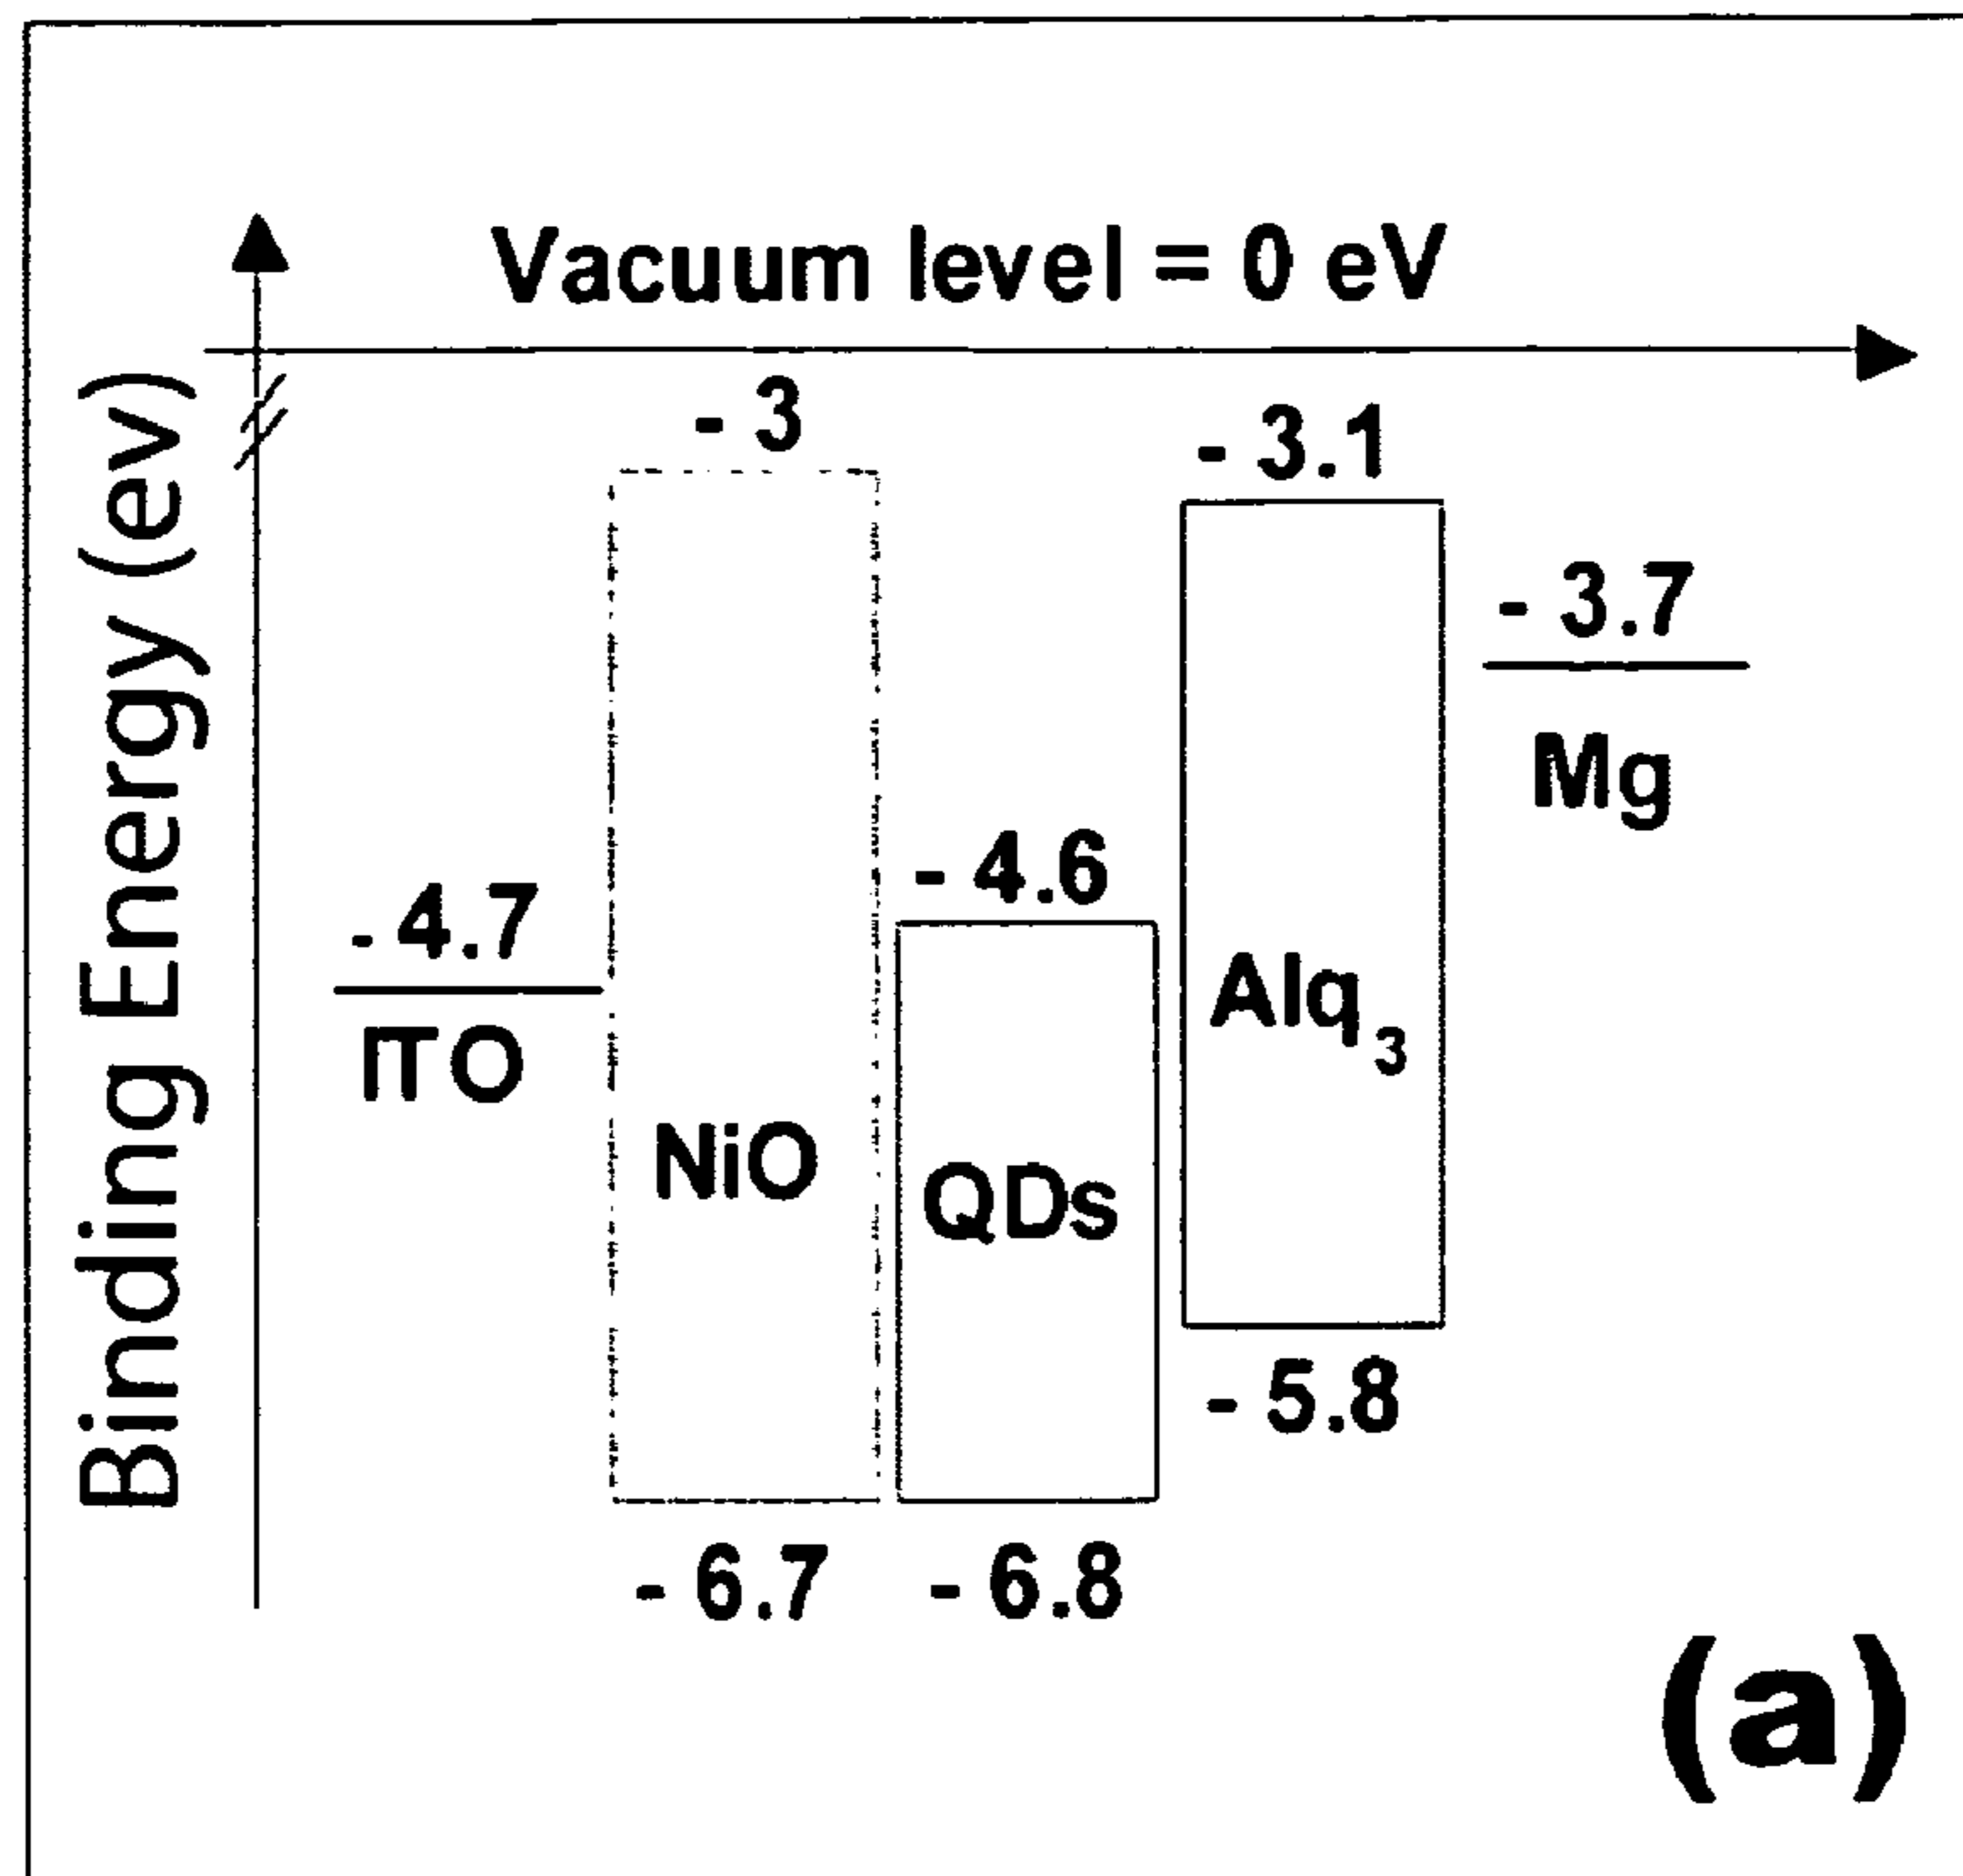 Vacuum level = 0 eV
Binding Energy (ev)
- 3
- 3.1
- 3.7
Mg
- 4.6
- 4.7
ITO
Alq3
NiO
QDs
- 5.8
- 6.7
- 6.8
(a)